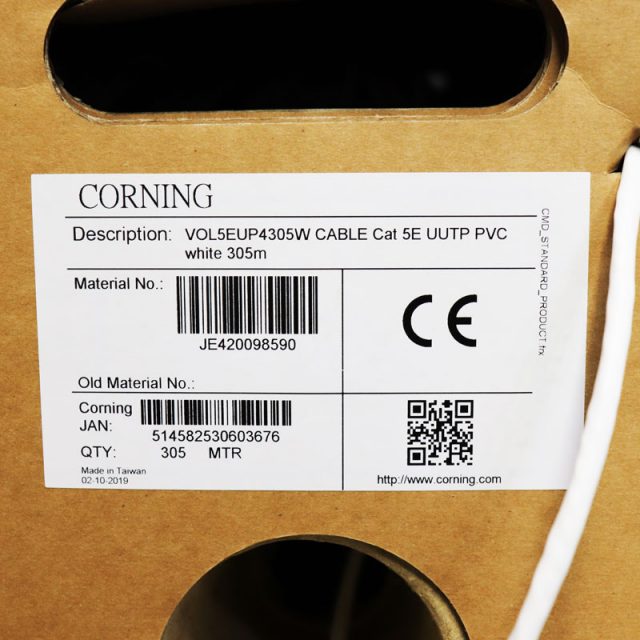 CORNING
Description: VOL5EUP4305W CABLE Cat 5E UUTP PVC
white 305m
Material No.:
JE420098590
Old Material No.:
Corning
JAN:
514582530603676
QTY: 305 MTR
Made in Taiwan
02-10-2019
CE
http://www.corning.com
CMD_STANDARD_PRODUCT.frx